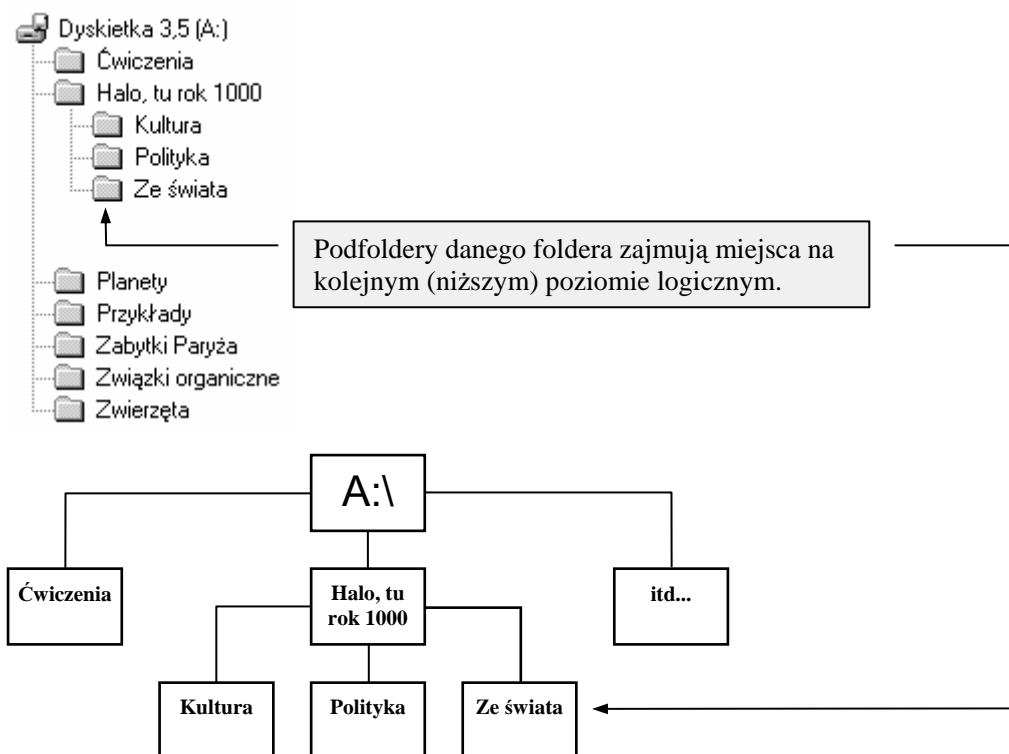 Dyskietka 3,5 (A:)
Ćwiczenia
Halo, tu rok 1000
Kultura
Polityka
Ze świata
Podfoldery danego foldera zajmują miejsca na
kolejnym (niższym) poziomie logicznym.
Planety
Przykłady
Zabytki Paryża
Związki organiczne
Zwierzęta
A:\
Ćwiczenia
Halo, tu
rok 1000
itd...
Kultura
Polityka
Ze świata